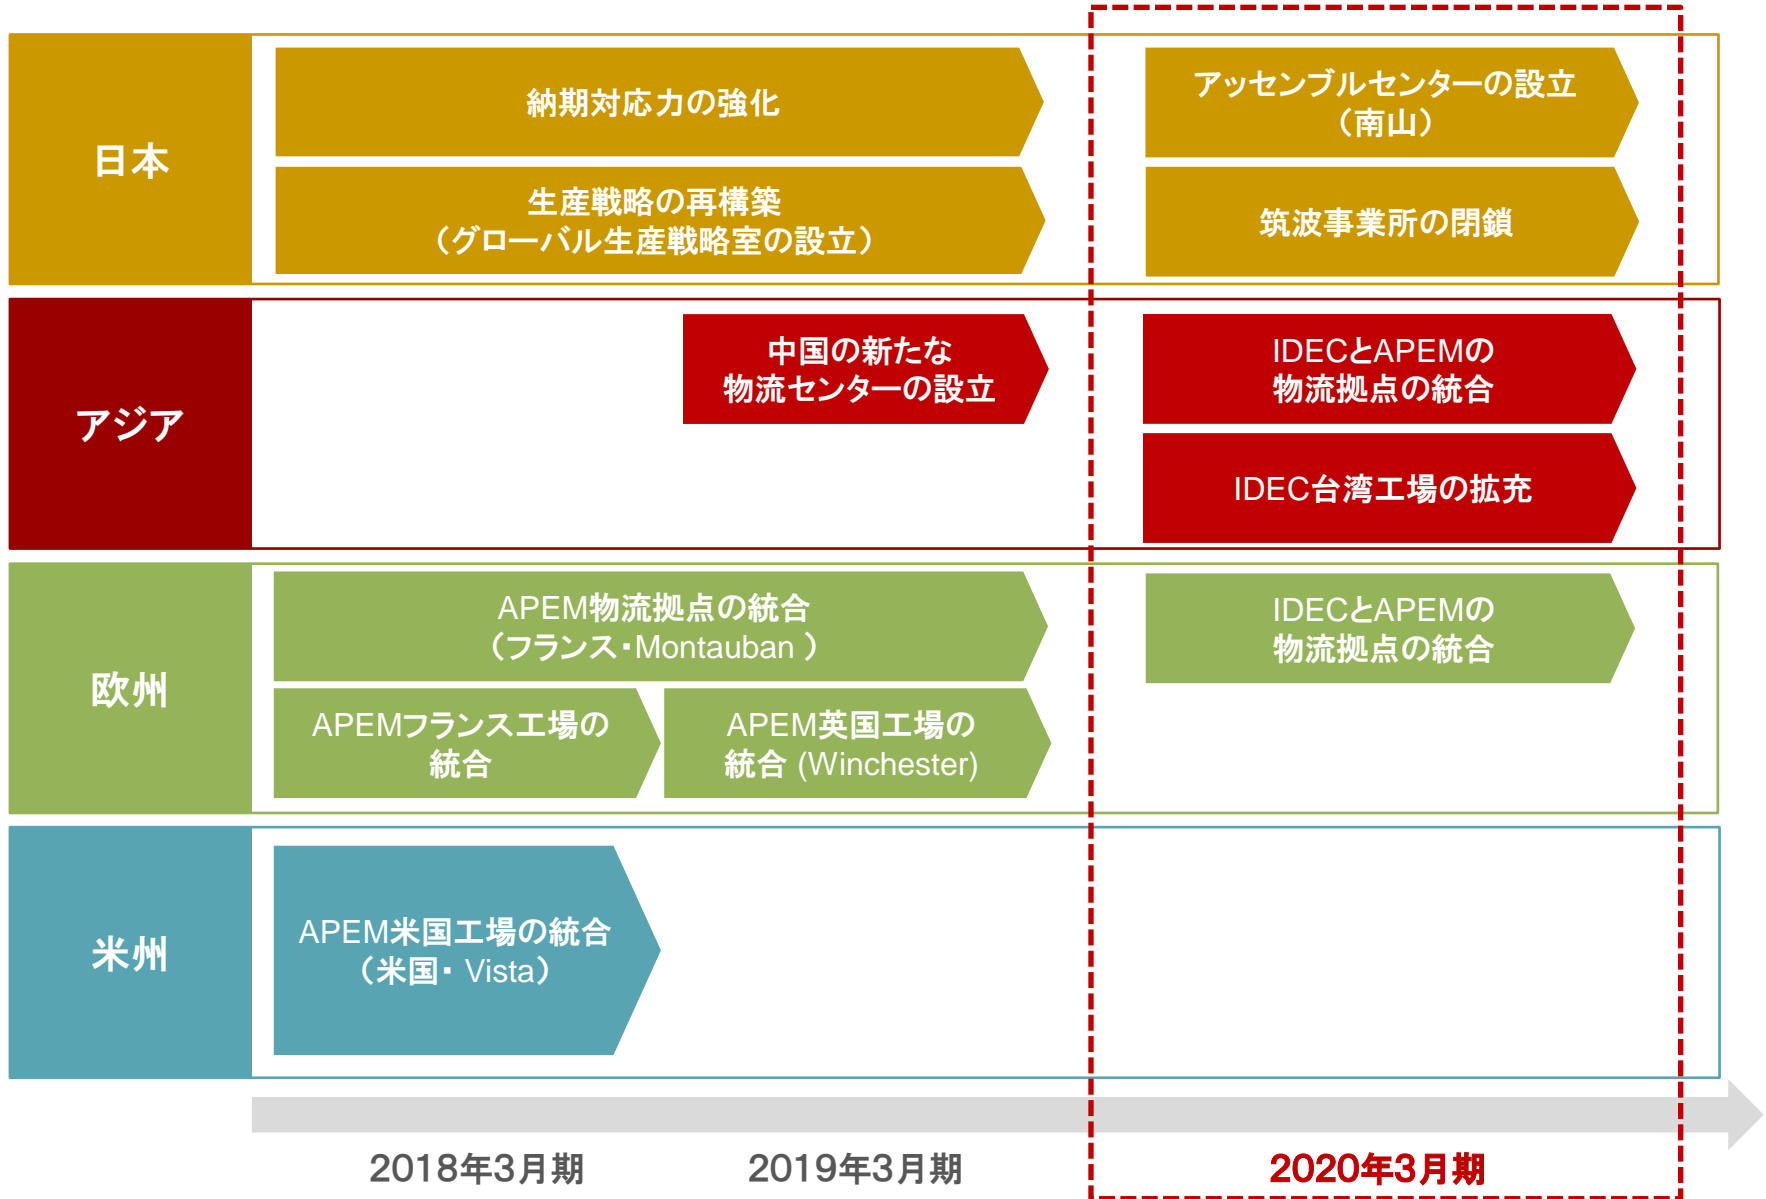 日本
納期対応力の強化
生産戦略の再構築
（グローバル生産戦略室の設立）
アッセンブルセンターの設立
（南山）
筑波事業所の閉鎖
アジア
中国の新たな
物流センターの設立
IDECとAPEMの
物流拠点の統合
IDEC台湾工場の拡充
欧州
APEM物流拠点の統合
（フランス・Montauban ）
APEMフランス工場の
統合
APEM英国工場の
統合 (Winchester)
IDECとAPEMの
物流拠点の統合
米州
APEM米国工場の統合
（米国・ Vista）
2018年3月期
2019年3月期
2020年3月期